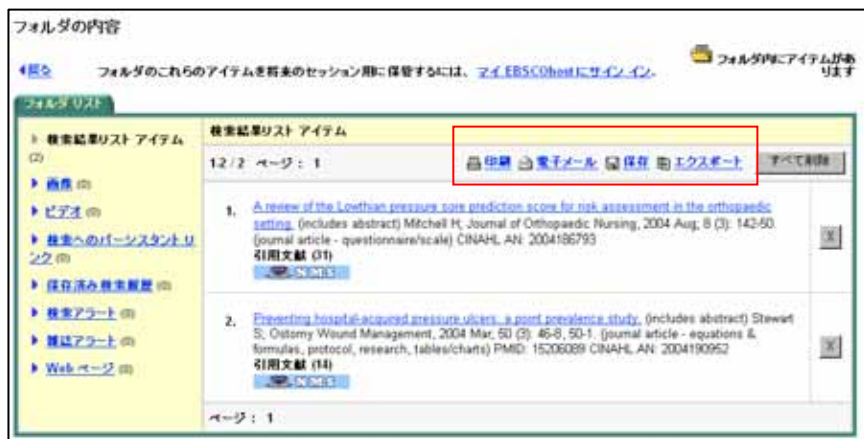 フォルダの内容
戻る フォルダのこれらのアイテムを将来のセッション用に保管するには、マイ EBSCOhostにサイン イン。
フォルダ内にアイテムがあ
ります
フォルダ リスト
検索結果リスト アイテム
(2)
画像 (0)
ビデオ (0)
検索へのパーシスタント リ
ンク (0)
保存済み検索履歴 (0)
検索アラート (0)
雑誌アラート (0)
Web ページ (0)
検索結果リスト アイテム
12/2 ページ: 1 印刷 電子メール 保存 エクスポート すべて削除
1. A review of the Lowthian pressure sore prediction score for risk assessment in the orthopaedic
setting. (includes abstract) Mitchell H; Journal of Orthopaedic Nursing, 2004 Aug; 8 (3): 142-50.
(journal article - questionnaire/scale) CINAHL AN: 2004186793
引用文献 (31)
X
2. Preventing hospital-acquired pressure ulcers: a point prevalence study. (includes abstract) Stewart
S; Ostomy Wound Management, 2004 Mar; 50 (3): 46-8, 50-1. (journal article - equations &
formulas, protocol, research, tables/charts) PMID: 15206089 CINAHL AN: 2004190952
引用文献 (14)
X
ページ: 1